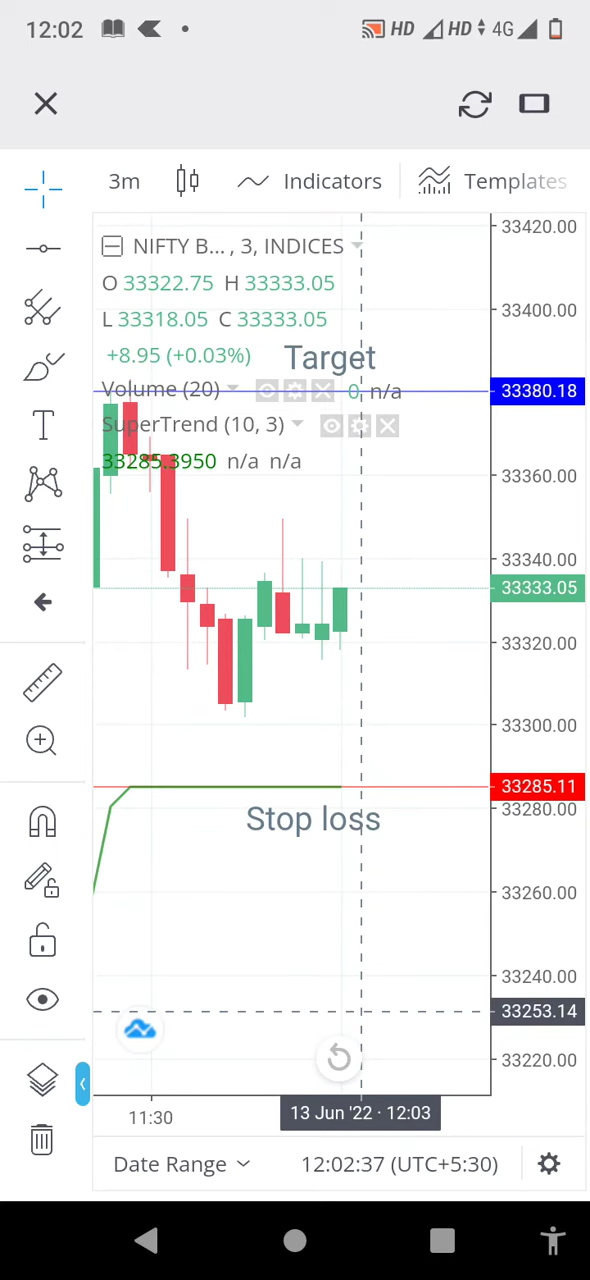 12:02 HD HD 4G
3m Indicators Templates
NIFTY B... , 3, INDICES
O 33322.75 H 33333.05
L 33318.05 C 33333.05
+8.95 (+0.03%)
Target
Volume (20) 0 n/a
SuperTrend (10, 3)
33285.3950 n/a n/a
Stop loss
33420.00
33400.00
33380.18
33360.00
33340.00
33333.05
33320.00
33300.00
33285.11
33280.00
33260.00
33240.00
33253.14
33220.00
11:30
13 Jun '22 · 12:03
Date Range 12:02:37 (UTC+5:30)